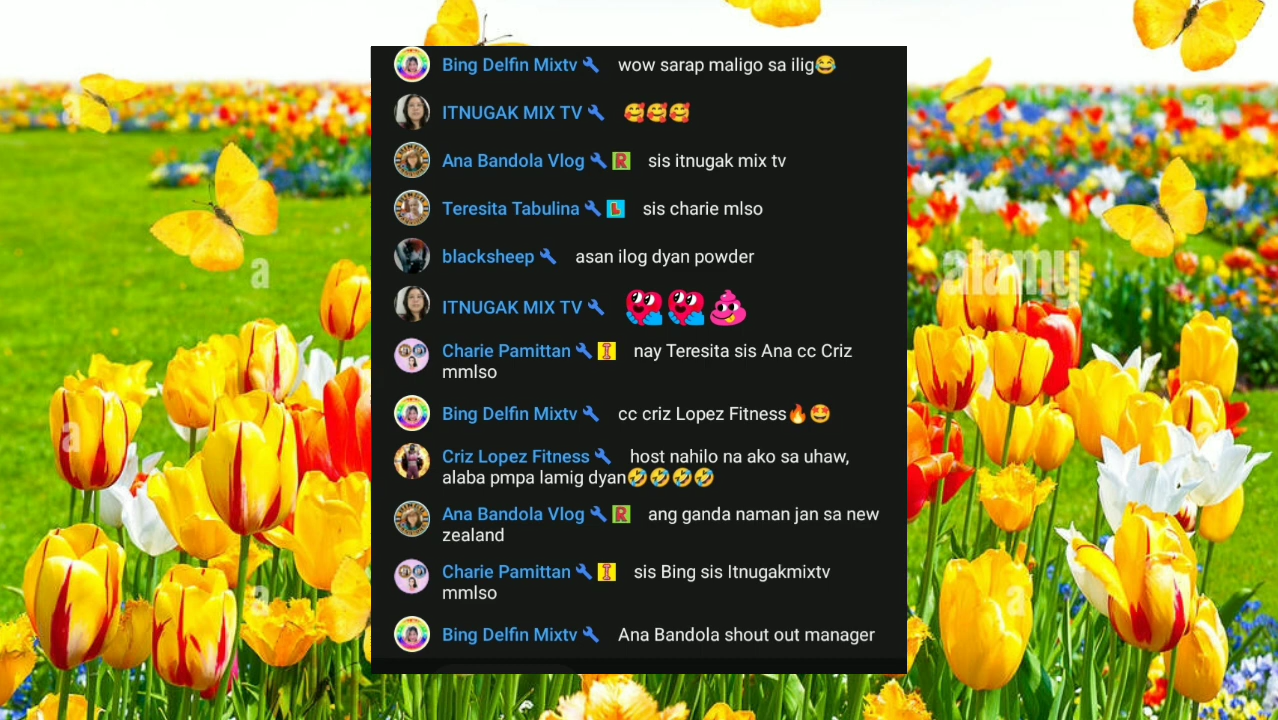 Bing Delfin Mixtv 🔧 wow sarap maligo sa ilig😂
ITNUGAK MIX TV 🔧 🥰🥰🥰
Ana Bandola Vlog 🔧 R sis itnugak mix tv
Teresita Tabulina 🔧 L sis charie mlso
blacksheep 🔧 asan ilog dyan powder
ITNUGAK MIX TV 🔧
Charie Pamittan 🔧 I nay Teresita sis Ana cc Criz
mmlso
Bing Delfin Mixtv 🔧 cc criz Lopez Fitness🔥🤩
Criz Lopez Fitness 🔧 host nahilo na ako sa uhaw,
alaba pmpa lamig dyan🤣🤣🤣🤣
Ana Bandola Vlog 🔧 R ang ganda naman jan sa new
zealand
Charie Pamittan 🔧 I sis Bing sis Itnugakmixtv
mmlso
Bing Delfin Mixtv 🔧 Ana Bandola shout out manager
a
a
a
a
a
a
alamy